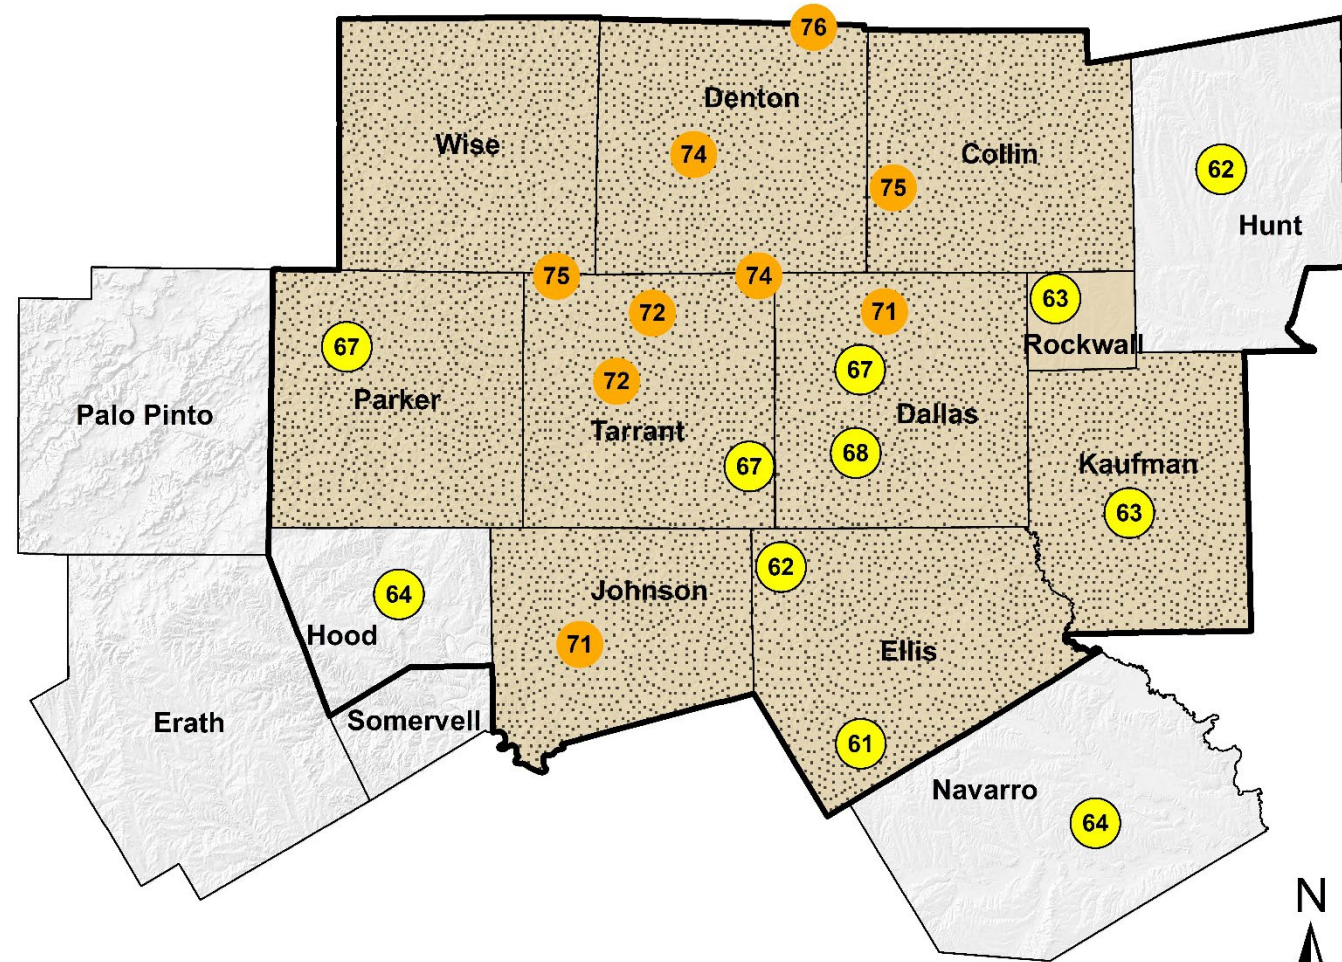 76
Denton
Wise
74
Collin
62
75
Hunt
75
74
63
72
71
Rockwall
67
67
72
Parker
Palo Pinto
Dallas
Tarrant
68
67
Kaufman
63
62
Johnson
64
Hood
71
Ellis
Erath
Somervell
61
Navarro
64
N